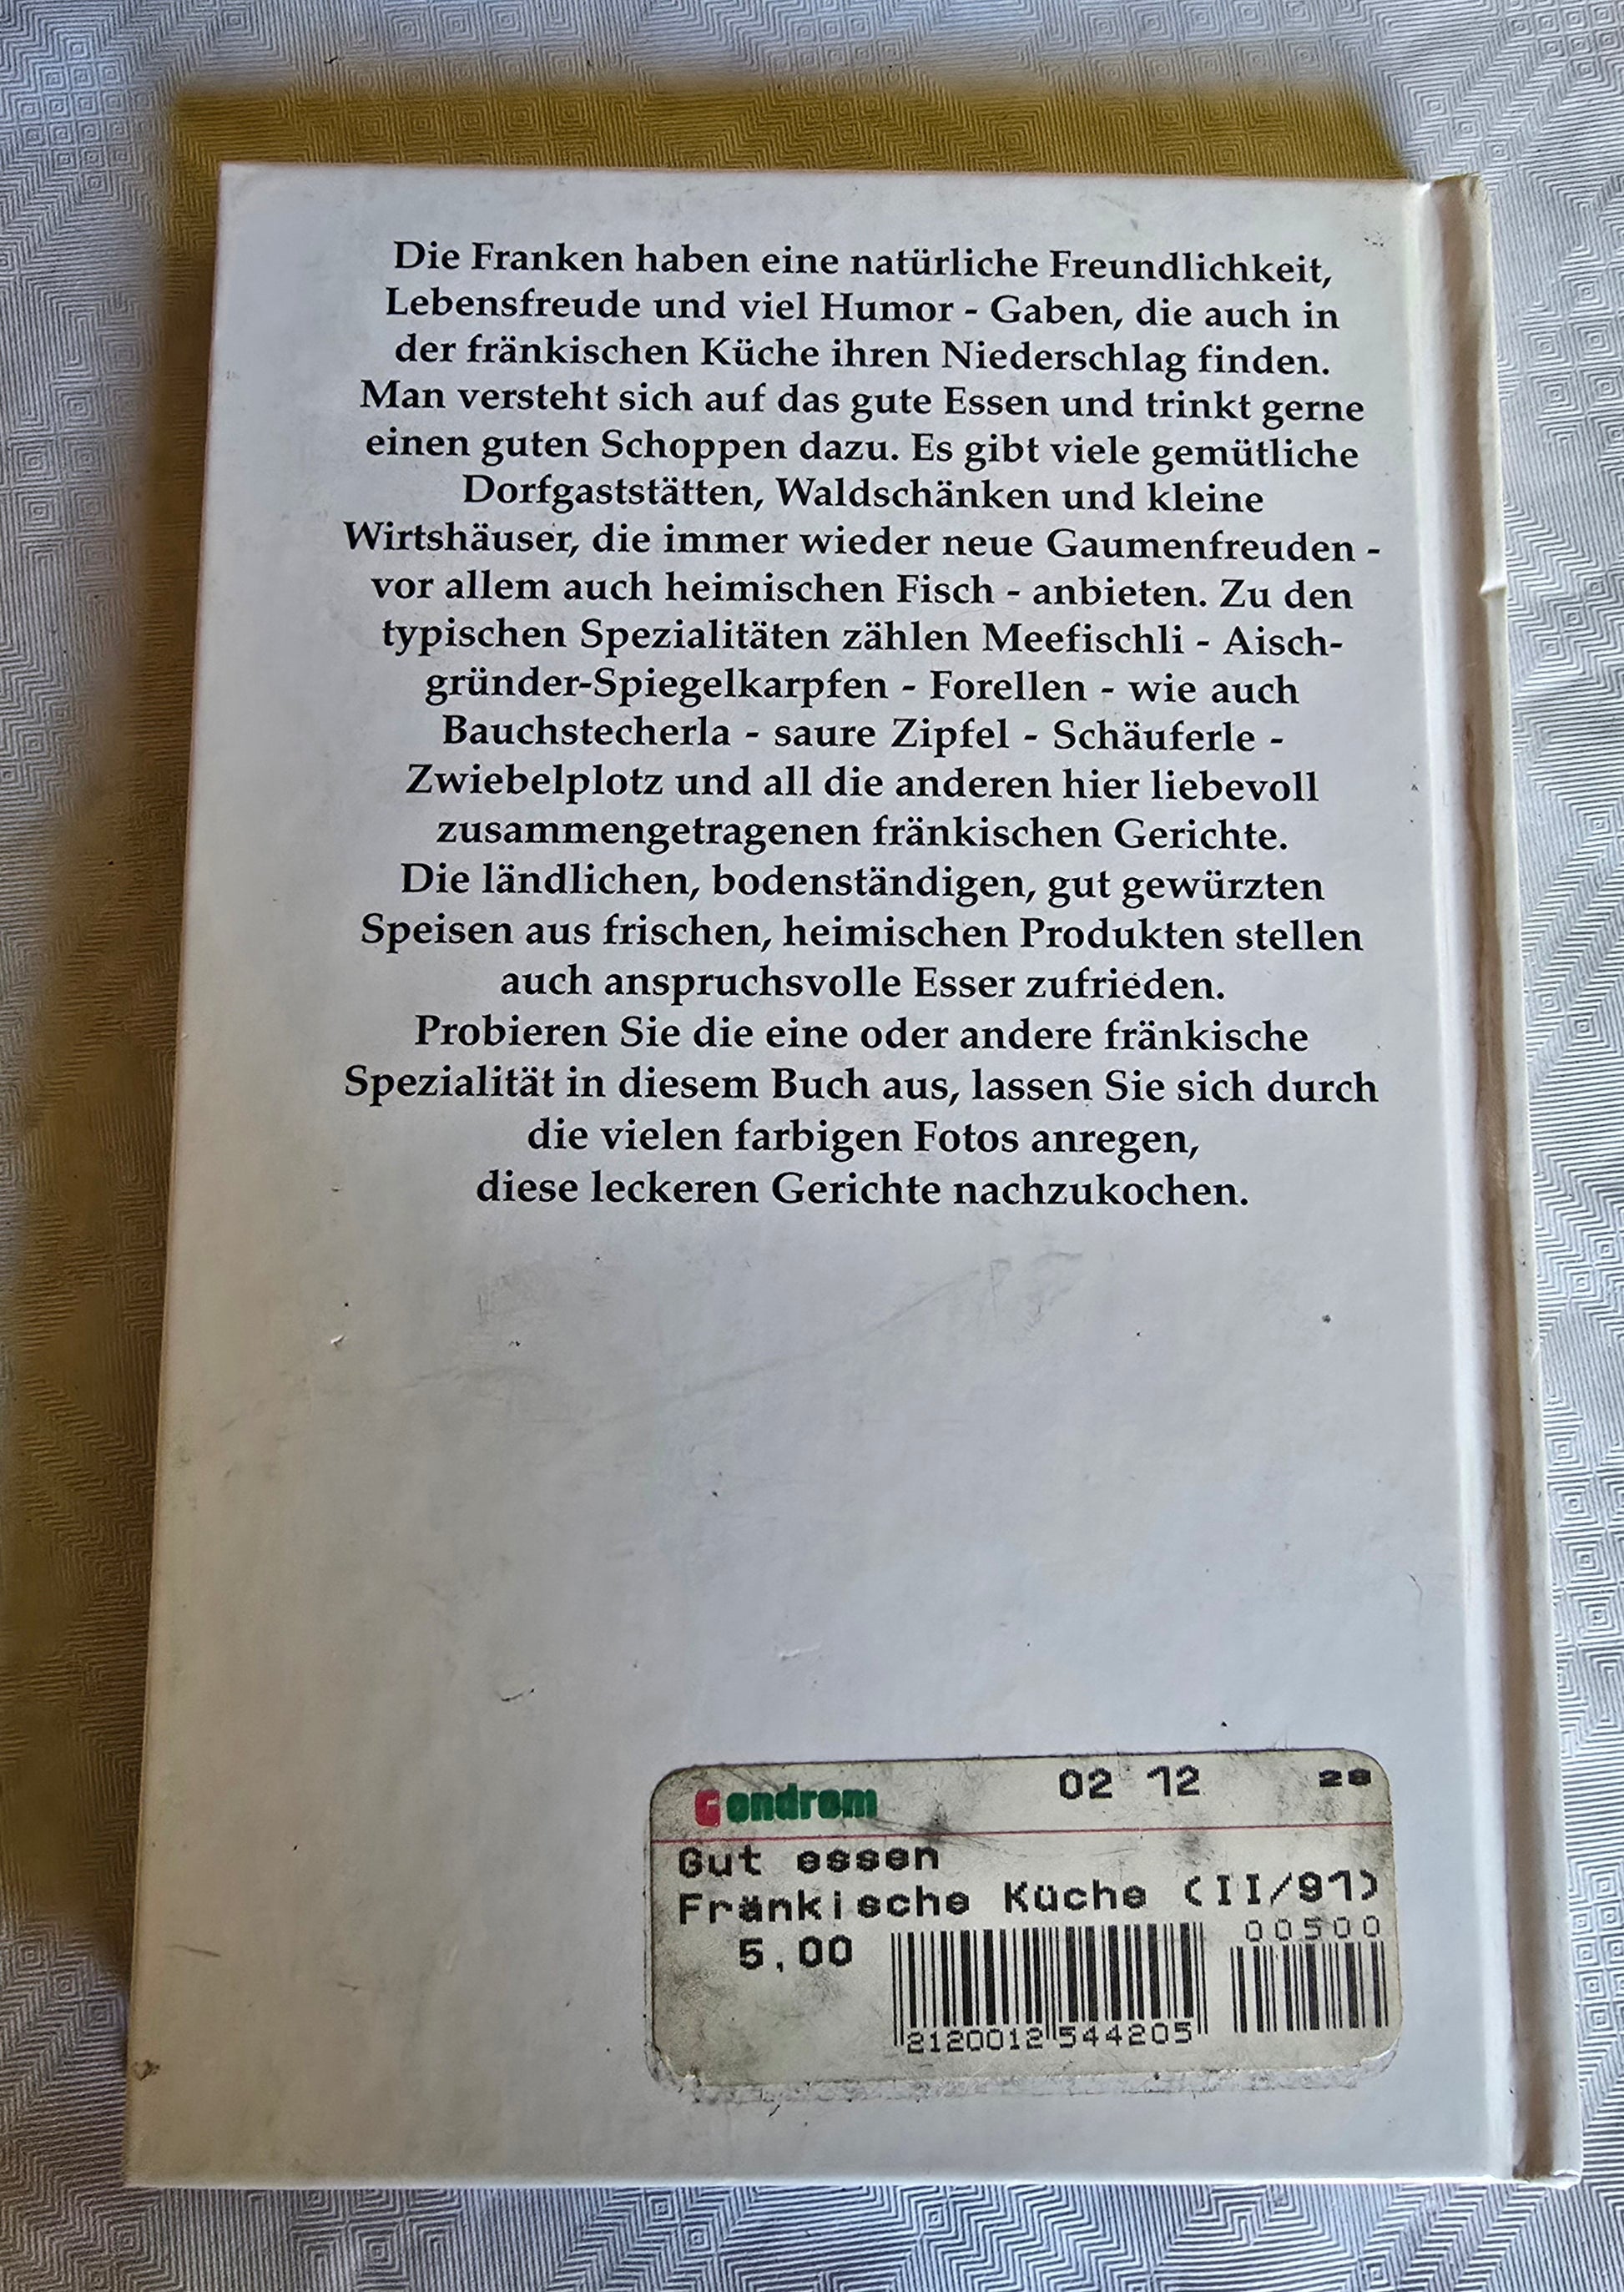 Die Franken haben eine natürliche Freundlichkeit,
Lebensfreude und viel Humor - Gaben, die auch in
der fränkischen Küche ihren Niederschlag finden.
Man versteht sich auf das gute Essen und trinkt gerne
einen guten Schoppen dazu. Es gibt viele gemütliche
Dorfgaststätten, Waldschänken und kleine
Wirtshäuser, die immer wieder neue Gaumenfreuden -
vor allem auch heimischen Fisch - anbieten. Zu den
typischen Spezialitäten zählen Meefischli - Aisch-
gründer-Spiegelkarpfen - Forellen - wie auch
Bauchstecherla - saure Zipfel - Schäuferle -
Zwiebelplotz und all die anderen hier liebevoll
zusammengetragenen fränkischen Gerichte.
Die ländlichen, bodenständigen, gut gewürzten
Speisen aus frischen, heimischen Produkten stellen
auch anspruchsvolle Esser zufrieden.
Probieren Sie die eine oder andere fränkische
Spezialität in diesem Buch aus, lassen Sie sich durch
die vielen farbigen Fotos anregen,
diese leckeren Gerichte nachzukochen.
Gondrom 02 12 28
Gut essen
Fränkische Küche (II/91)
5,00 00500
2120012544205